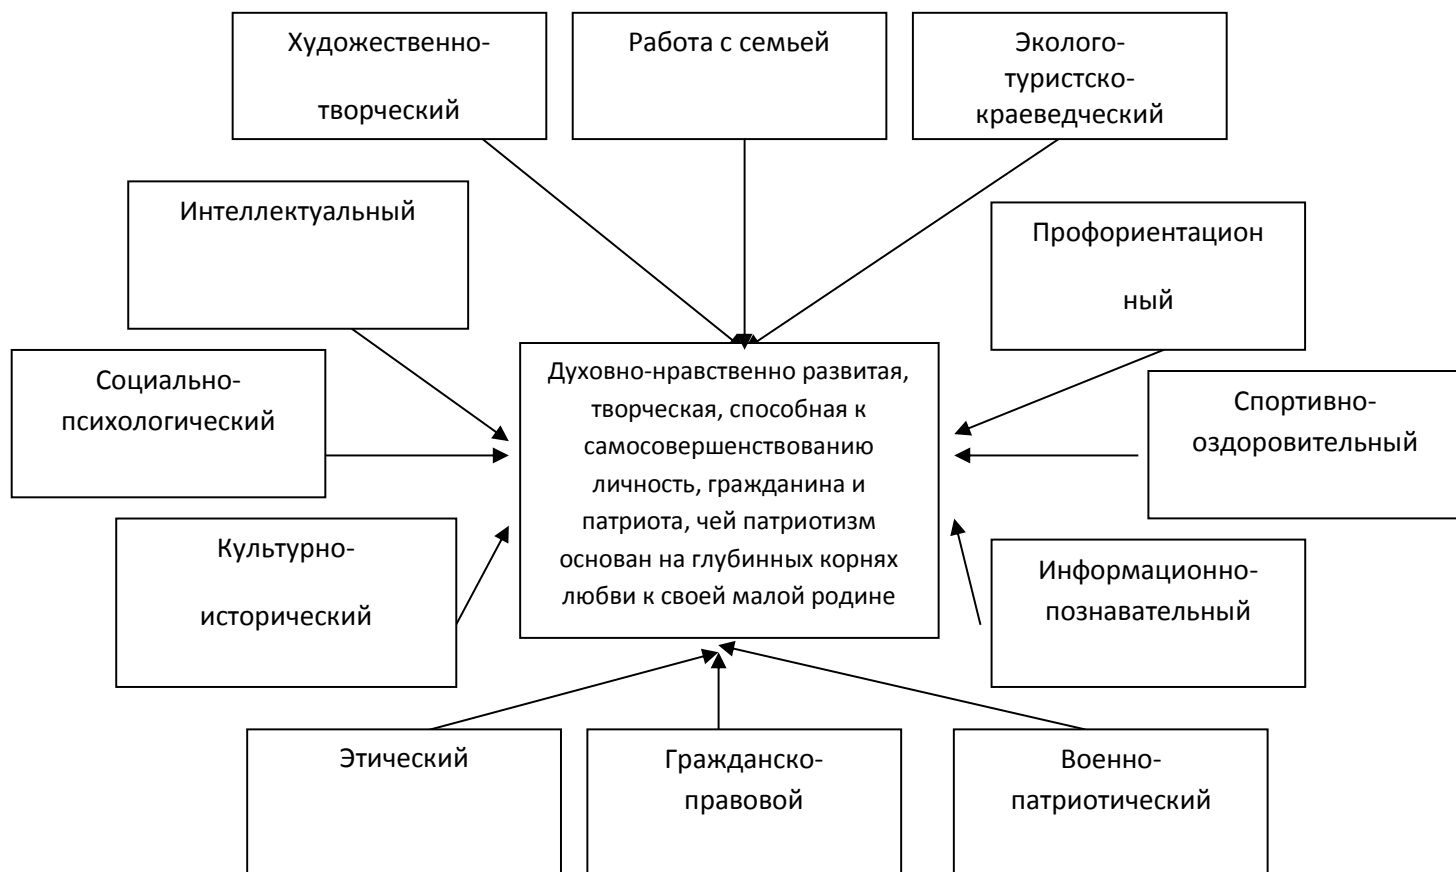 Художественно-
творческий
Работа с семьей
Эколого-
туристско-
краеведческий
Интеллектуальный
Профориентацион
ный
Социально-
психологический
Духовно-нравственно развитая,
творческая, способная к
самосовершенствованию
личность, гражданина и
патриота, чей патриотизм
основан на глубинных корнях
любви к своей малой родине
Спортивно-
оздоровительный
Культурно-
исторический
Информационно-
познавательный
Этический
Гражданско-
правовой
Военно-
патриотический